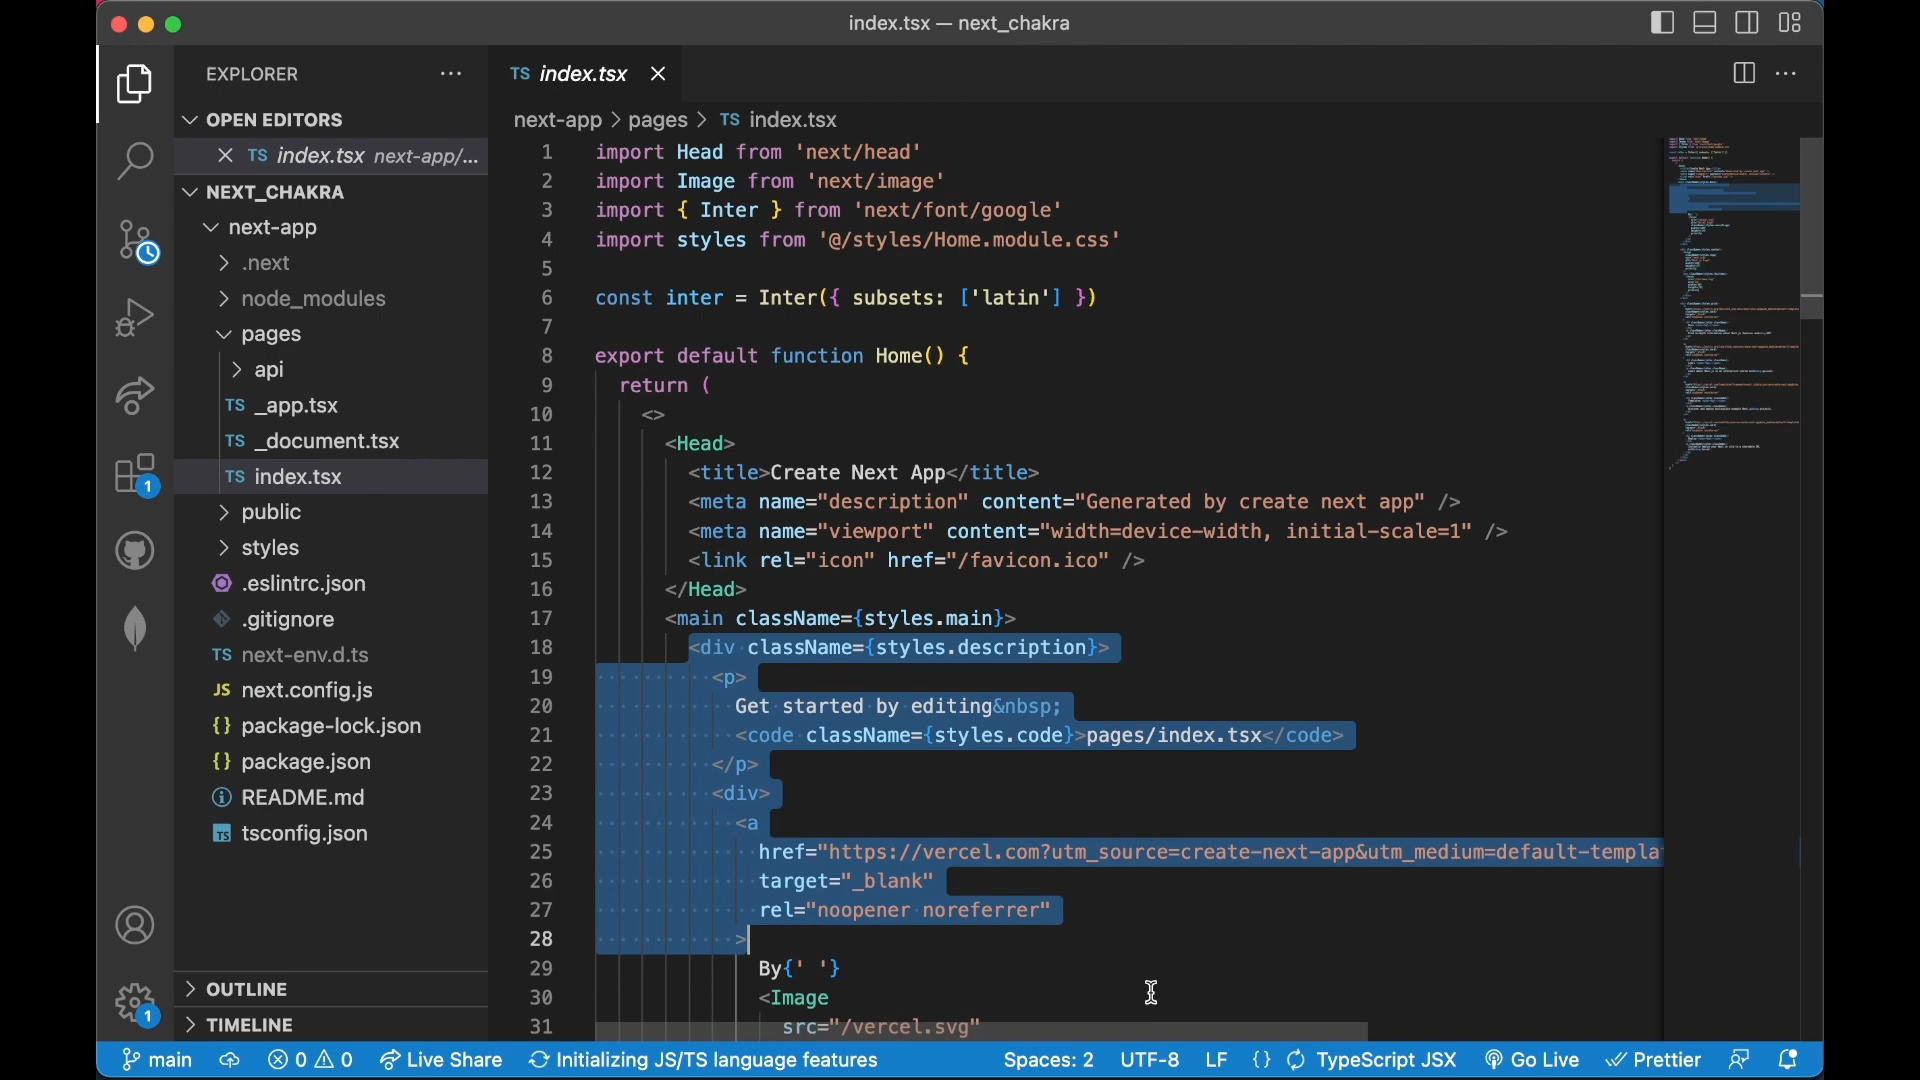 index.tsx — next_chakra
EXPLORER
OPEN EDITORS
TS index.tsx next-app/...
NEXT_CHAKRA
next-app
.next
node_modules
pages
api
TS _app.tsx
TS _document.tsx
TS index.tsx
public
styles
.eslintrc.json
.gitignore
TS next-env.d.ts
JS next.config.js
{} package-lock.json
{} package.json
README.md
TS tsconfig.json
OUTLINE
TIMELINE
1
1
TS index.tsx
next-app > pages > TS index.tsx
1 import Head from 'next/head'
2 import Image from 'next/image'
3 import { Inter } from 'next/font/google'
4 import styles from '@/styles/Home.module.css'
5
6 const inter = Inter({ subsets: ['latin'] })
7
8 export default function Home() {
9 return (
10 <>
11 <Head>
12 <title>Create Next App</title>
13 <meta name="description" content="Generated by create next app" />
14 <meta name="viewport" content="width=device-width, initial-scale=1" />
15 <link rel="icon" href="/favicon.ico" />
16 </Head>
17 <main className={styles.main}>
18 <div className={styles.description}>
19 <p>
20 Get started by editing&nbsp;
21 <code className={styles.code}>pages/index.tsx</code>
22 </p>
23 <div>
24 <a
25 href="https://vercel.com?utm_source=create-next-app&utm_medium=default-templa
26 target="_blank"
27 rel="noopener noreferrer"
28 >
29 By{' '}
30 <Image
31 src="/vercel.svg"
main 0 0 Live Share Initializing JS/TS language features Spaces: 2 UTF-8 LF {} TypeScript JSX Go Live Prettier